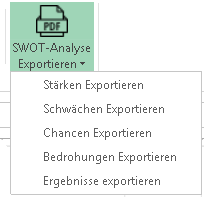 PDF
SWOT-Analyse
Exportieren
Stärken Exportieren
Schwächen Exportieren
Chancen Exportieren
Bedrohungen Exportieren
Ergebnisse exportieren